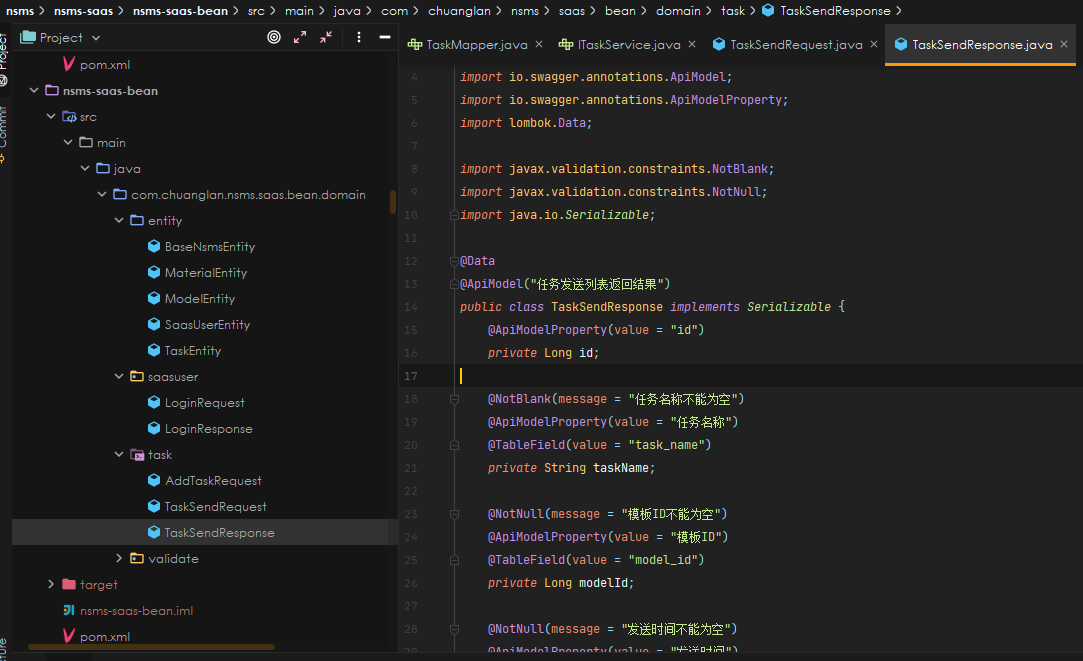 nsms > nsms-saas > nsms-saas-bean > src > main > java > com > chuanglan > nsms > saas > bean > domain > task > TaskSendResponse >
Project
TaskMapper.java ×
ITaskService.java ×
TaskSendRequest.java ×
TaskSendResponse.java ×
Project
Commit
pom.xml
nsms-saas-bean
src
main
java
com.chuanglan.nsms.saas.bean.domain
entity
BaseNsmsEntity
MaterialEntity
ModelEntity
SaasUserEntity
TaskEntity
saasuser
LoginRequest
LoginResponse
task
AddTaskRequest
TaskSendRequest
TaskSendResponse
validate
target
nsms-saas-bean.iml
pom.xml
4 import io.swagger.annotations.ApiModel;
5 import io.swagger.annotations.ApiModelProperty;
6 import lombok.Data;
7
8 import javax.validation.constraints.NotBlank;
9 import javax.validation.constraints.NotNull;
10 import java.io.Serializable;
11
12 @Data
13 @ApiModel("任务发送列表返回结果")
14 public class TaskSendResponse implements Serializable {
15 @ApiModelProperty(value = "id")
16 private Long id;
17
18 @NotBlank(message = "任务名称不能为空")
19 @ApiModelProperty(value = "任务名称")
20 @TableField(value = "task_name")
21 private String taskName;
22
23 @NotNull(message = "模板ID不能为空")
24 @ApiModelProperty(value = "模板ID")
25 @TableField(value = "model_id")
26 private Long modelId;
27
28 @NotNull(message = "发送时间不能为空")
29 @ApiModelProperty(value = "发送时间")